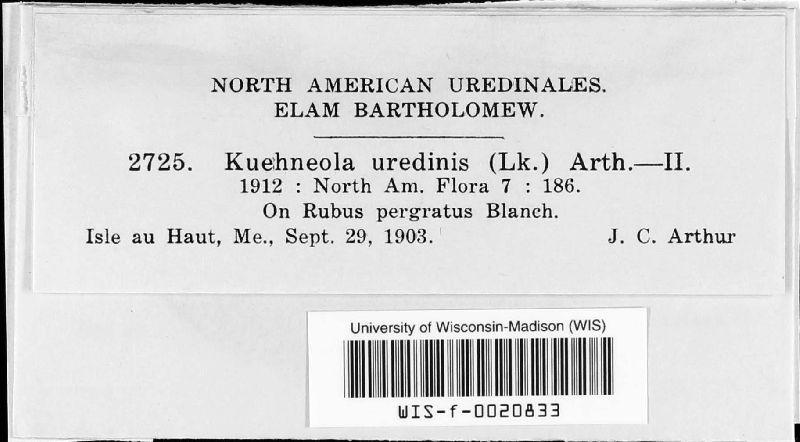 NORTH AMERICAN UREDINALES.
ELAM BARTHOLOMEW.
2725. Kuehneola uredinis (Lk.) Arth.—II.
1912 : North Am. Flora 7 : 186.
On Rubus pergratus Blanch.
Isle au Haut, Me., Sept. 29, 1903. J. C. Arthur
University of Wisconsin-Madison (WIS)
WIS-f-0020833